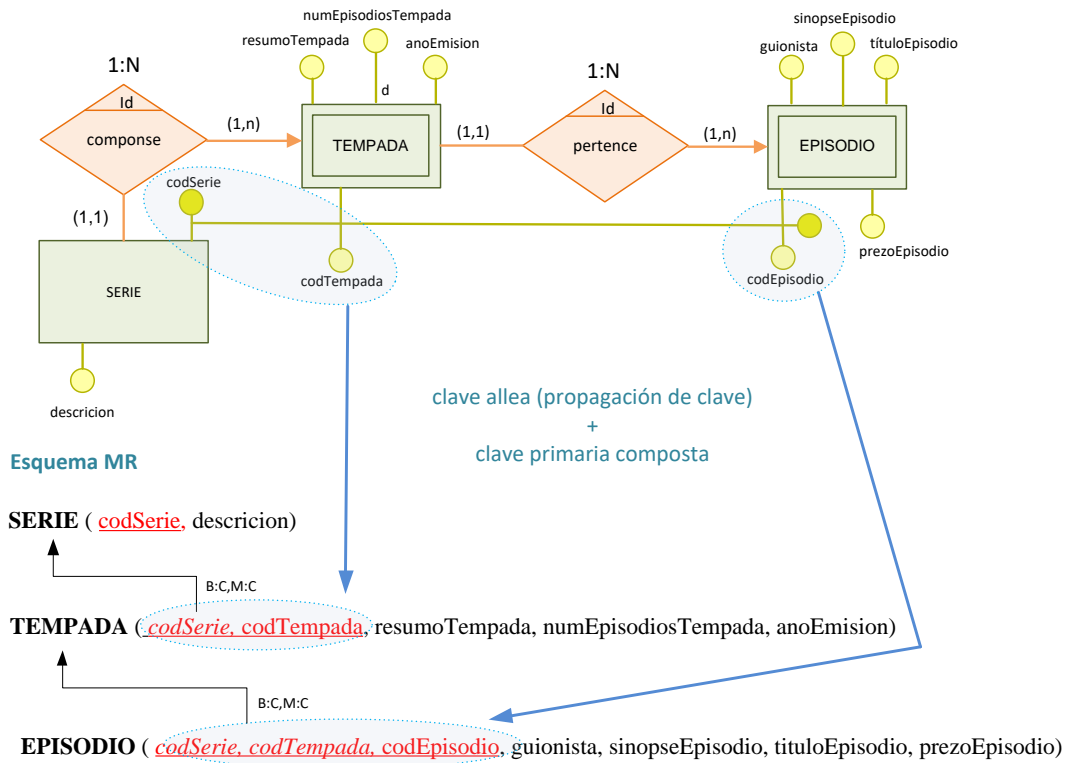 numEpisodiosTempada
sinopseEpisodio
resumoTempada
anoEmision
guionista
títuloEpisodio
1:N
1:N
d
Id
Id
(1,n)
(1,1)
(1,n)
componse
TEMPADA
pertence
EPISODIO
codSerie
(1,1)
prezoEpisodio
codTempada
codEpisodio
SERIE
descricion
clave allea (propagación de clave)
+
clave primaria composta
Esquema MR
SERIE ( codSerie, descricion)
B:C,M:C
TEMPADA ( codSerie, codTempada, resumoTempada, numEpisodiosTempada, anoEmision)
B:C,M:C
EPISODIO ( codSerie, codTempada, codEpisodio, guionista, sinopseEpisodio, tituloEpisodio, prezoEpisodio)